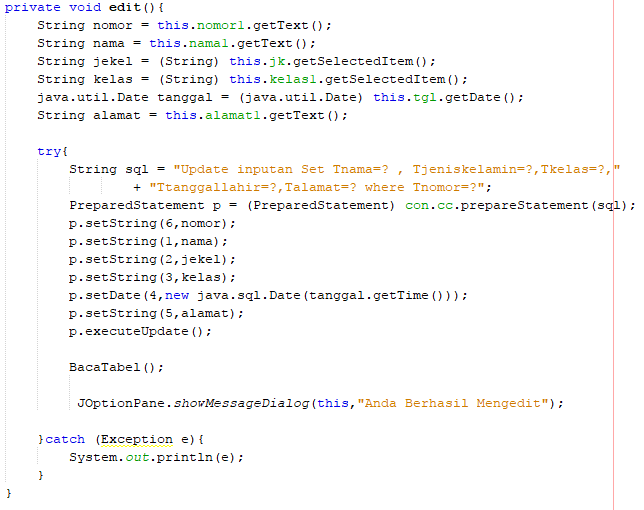 private void edit(){
String nomor = this.nomor1.getText();
String nama = this.nama1.getText();
String jekel = (String) this.jk.getSelectedItem();
String kelas = (String) this.kelas1.getSelectedItem();
java.util.Date tanggal = (java.util.Date) this.tgl.getDate();
String alamat = this.alamat1.getText();
try{
String sql = "Update inputan Set Tnama=? , Tjeniskelamin=?,Tkelas=?,"
+ "Ttanggallahir=?,Talamat=? where Tnomor=?";
PreparedStatement p = (PreparedStatement) con.cc.prepareStatement(sql);
p.setString(6,nomor);
p.setString(1,nama);
p.setString(2,jekel);
p.setString(3,kelas);
p.setDate(4,new java.sql.Date(tanggal.getTime()));
p.setString(5,alamat);
p.executeUpdate();
BacaTabel();
JOptionPane.showMessageDialog(this,"Anda Berhasil Mengedit");
}catch (Exception e){
System.out.println(e);
}
}